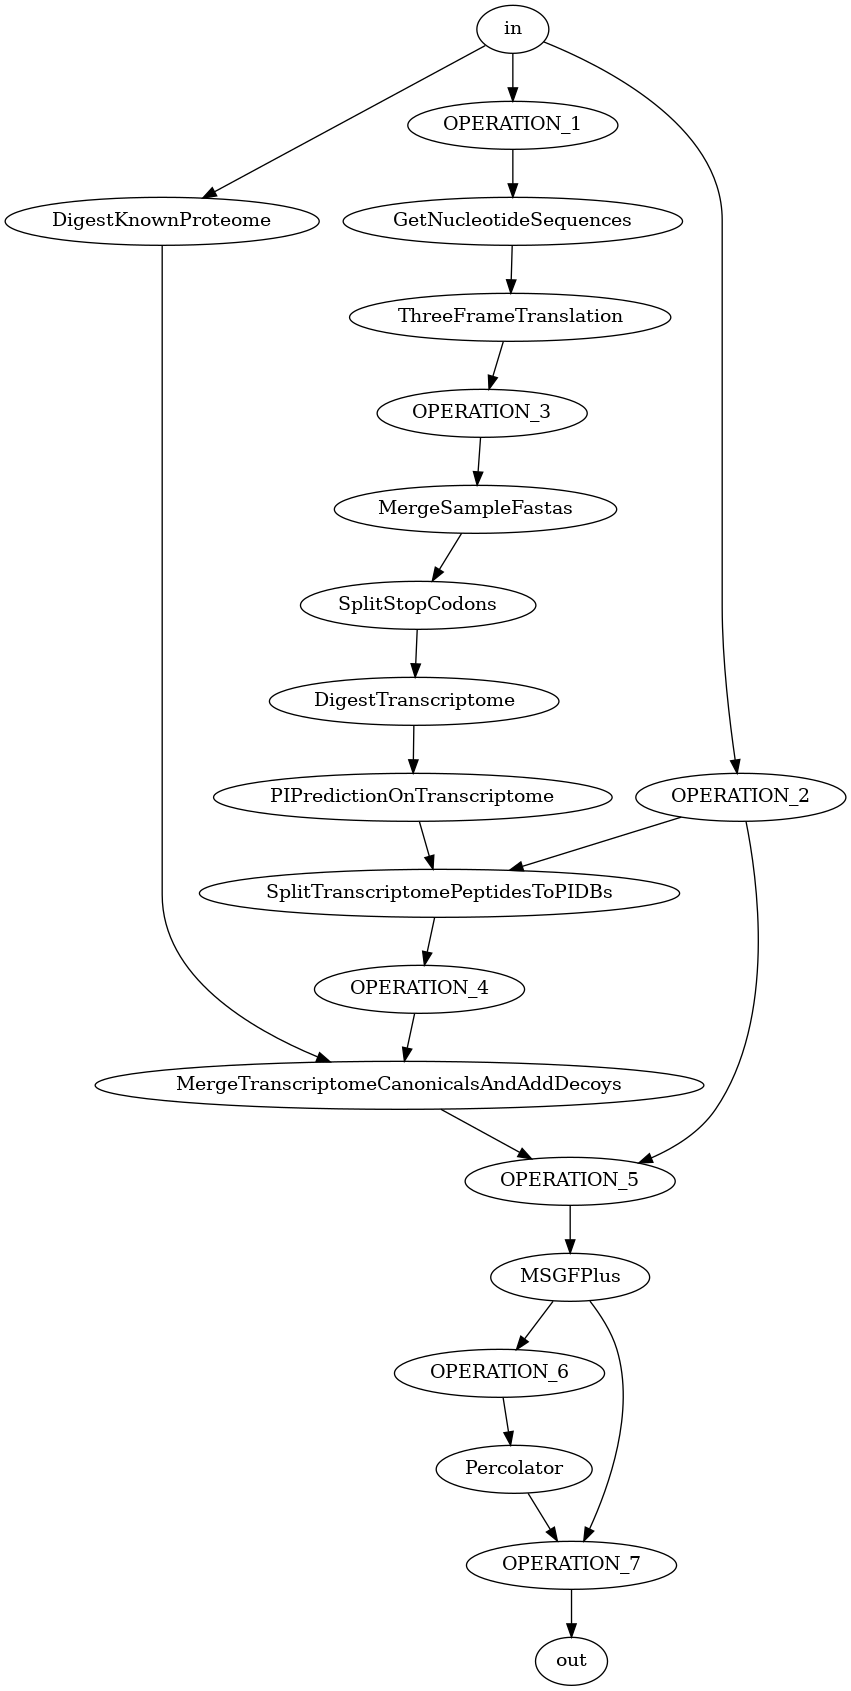 in
OPERATION_1
DigestKnownProteome
GetNucleotideSequences
ThreeFrameTranslation
OPERATION_3
MergeSampleFastas
SplitStopCodons
DigestTranscriptome
PIPredictionOnTranscriptome
OPERATION_2
SplitTranscriptomePeptidesToPIDBs
OPERATION_4
MergeTranscriptomeCanonicalsAndAddDecoys
OPERATION_5
MSGFPlus
OPERATION_6
Percolator
OPERATION_7
out